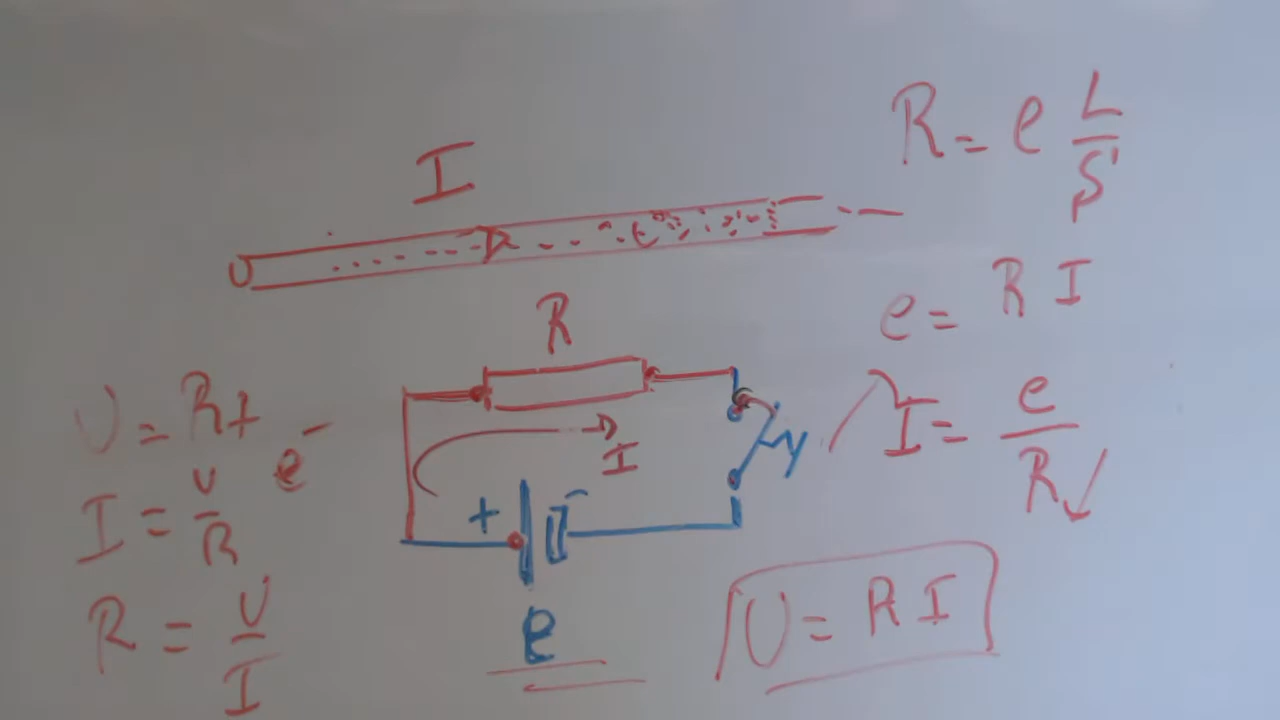 R = e L/S
I
R
e = R I
U = RI
e⁻
I = e/R ↓
I
I = U/R
+ -
R = U/I
e
U = R I